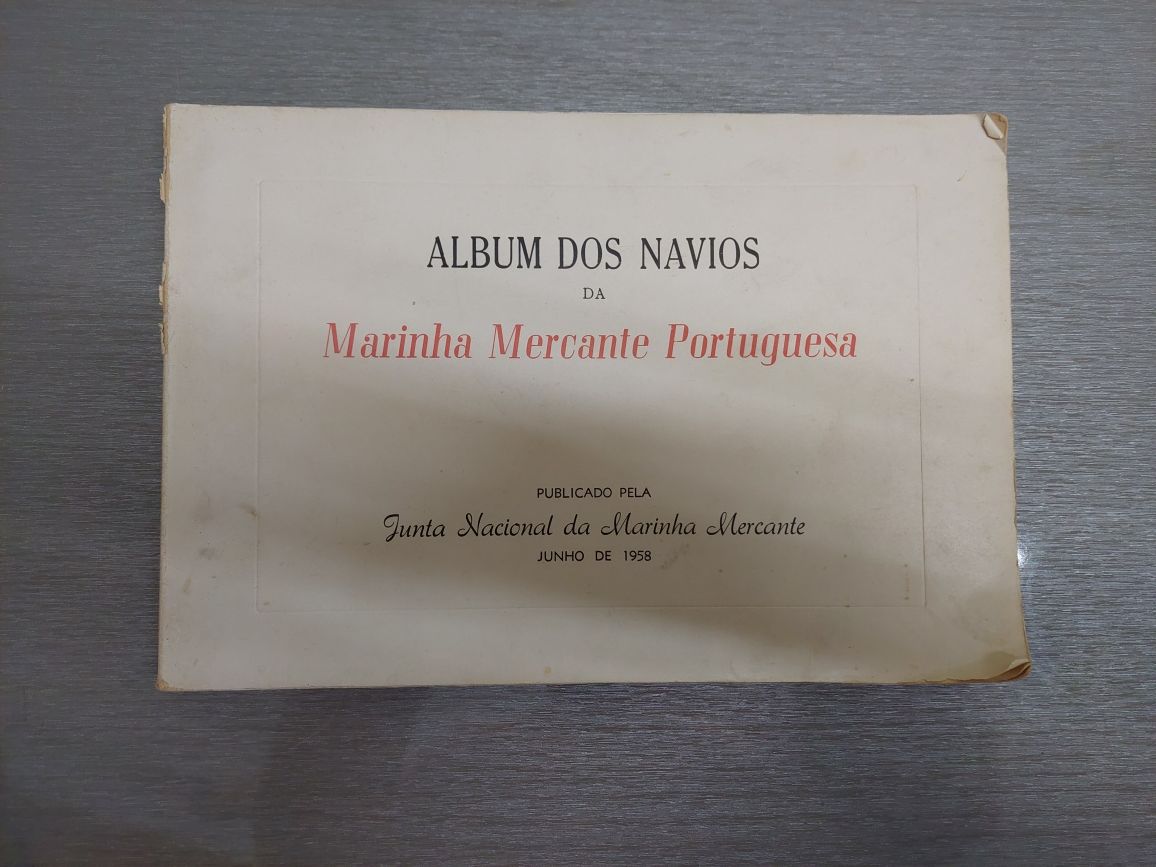 ALBUM DOS NAVIOS
DA
Marinha Mercante Portuguesa
PUBLICADO PELA
Junta Nacional da Marinha Mercante
JUNHO DE 1958